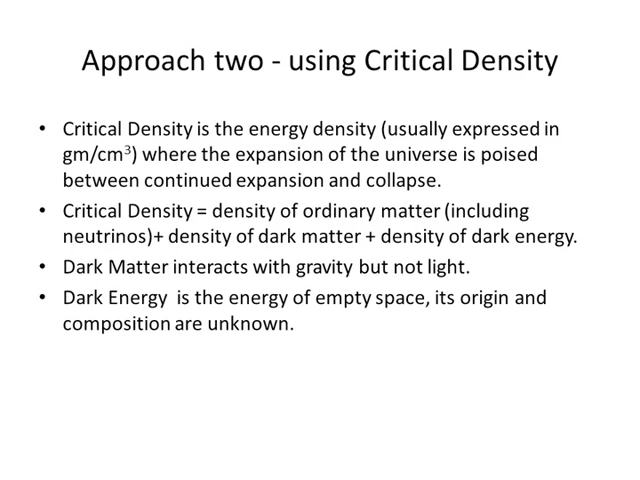 Approach two - using Critical Density
• Critical Density is the energy density (usually expressed in
gm/cm³) where the expansion of the universe is poised
between continued expansion and collapse.
• Critical Density = density of ordinary matter (including
neutrinos)+ density of dark matter + density of dark energy.
• Dark Matter interacts with gravity but not light.
• Dark Energy  is the energy of empty space, its origin and
composition are unknown.